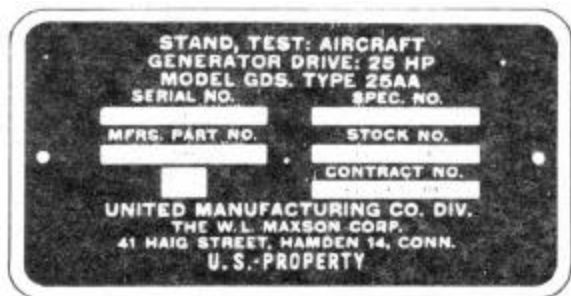 STAND, TEST: AIRCRAFT
GENERATOR DRIVE: 25 HP
MODEL GDS. TYPE 25AA
SERIAL NO. SPEC. NO.
MFRS. PART NO. STOCK NO.
CONTRACT NO.
UNITED MANUFACTURING CO. DIV.
THE W. L. MAXSON CORP.
41 HAIG STREET, HAMDEN 14, CONN.
U. S.-PROPERTY